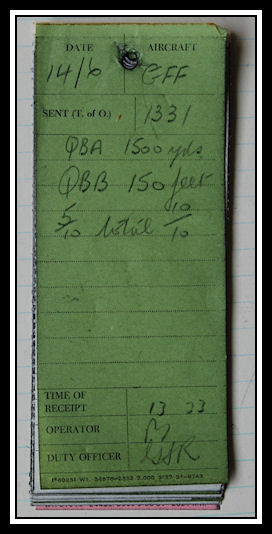 DATE AIRCRAFT
14/6 GFF
SENT (T. of O.) 1331
QBA 1500 yds
QBB 150 feet
5/10 total 10/10
TIME OF RECEIPT 13 33
OPERATOR
DUTY OFFICER